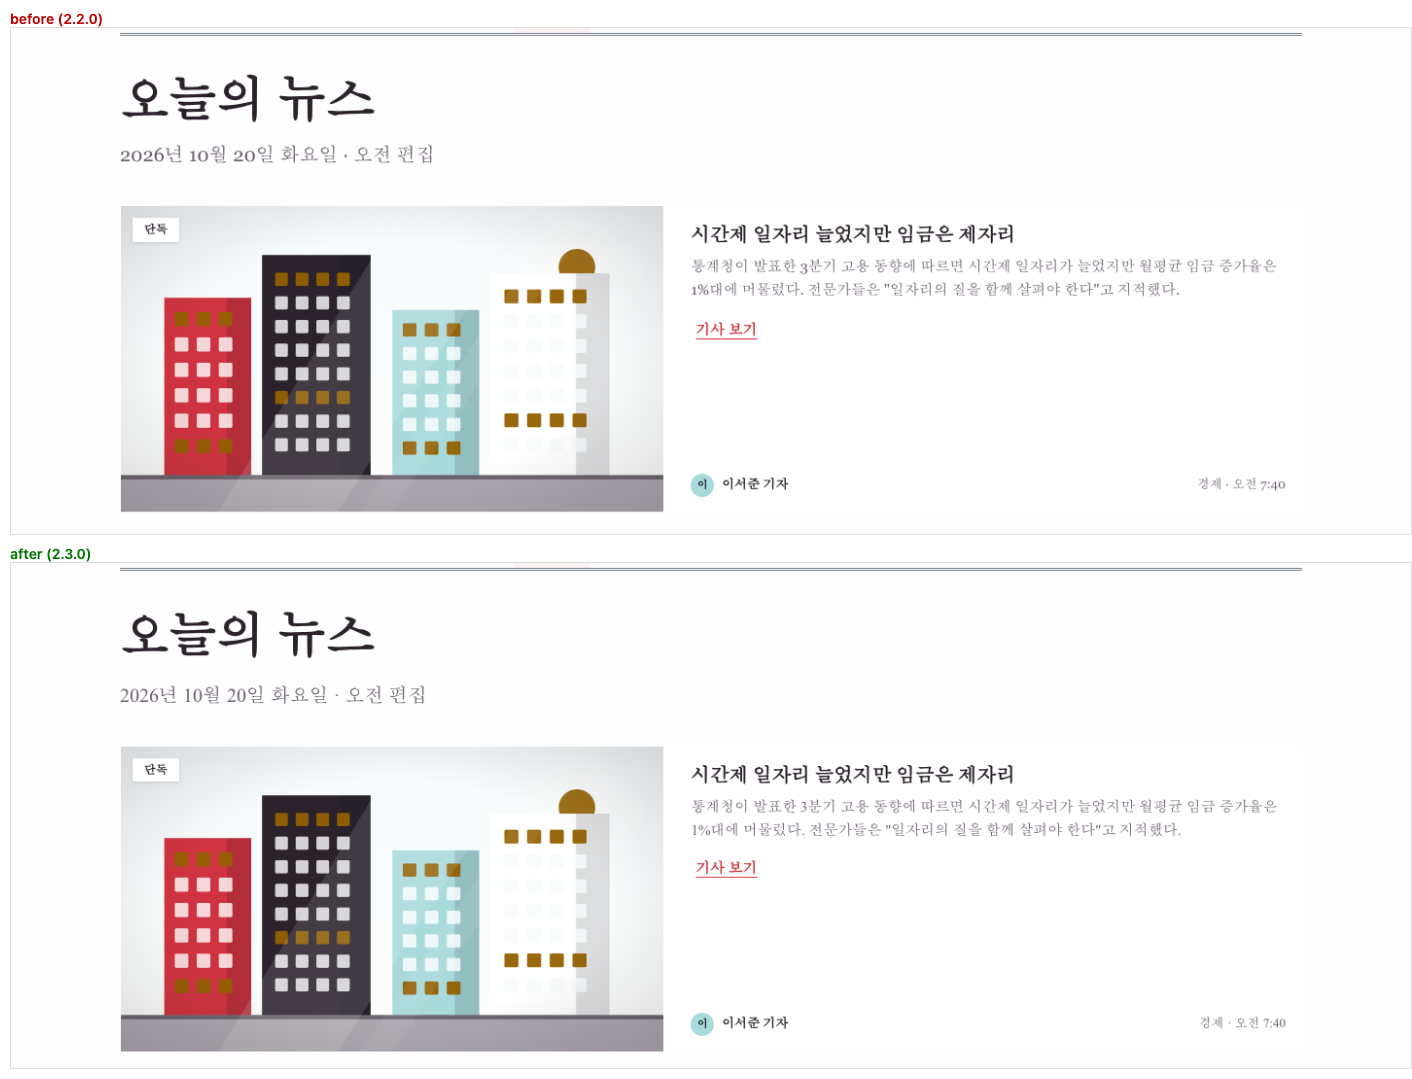 before (2.2.0)
오늘의 뉴스
2026년 10월 20일 화요일 · 오전 편집
단독
시간제 일자리 늘었지만 임금은 제자리
통계청이 발표한 3분기 고용 동향에 따르면 시간제 일자리가 늘었지만 월평균 임금 증가율은
1%대에 머물렀다. 전문가들은 "일자리의 질을 함께 살펴야 한다"고 지적했다.
기사 보기
이 이서준 기자
경제 · 오전 7:40
after (2.3.0)
오늘의 뉴스
2026년 10월 20일 화요일 · 오전 편집
단독
시간제 일자리 늘었지만 임금은 제자리
통계청이 발표한 3분기 고용 동향에 따르면 시간제 일자리가 늘었지만 월평균 임금 증가율은
1%대에 머물렀다. 전문가들은 "일자리의 질을 함께 살펴야 한다"고 지적했다.
기사 보기
이 이서준 기자
경제 · 오전 7:40